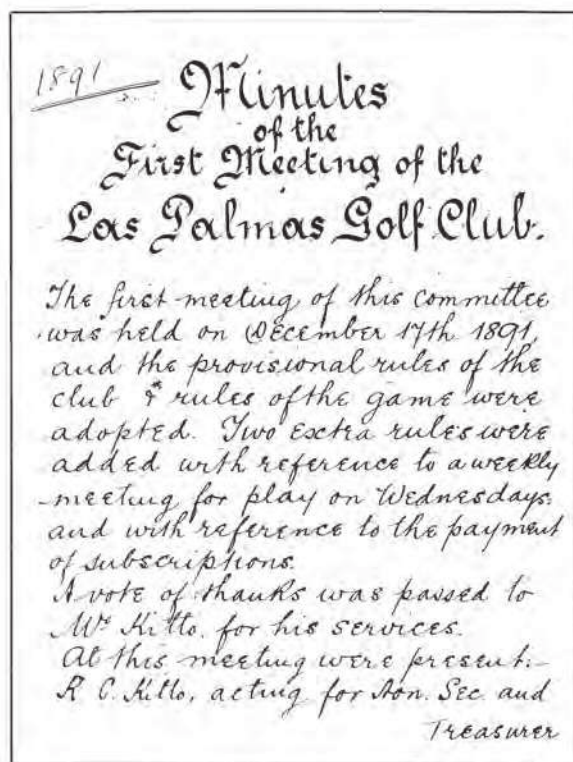 1891
Minutes
of the
First Meeting of the
Las Palmas Golf Club.
The first meeting of this committee
was held on December 17th 1891,
and the provisional rules of the
club & rules of the game were
adopted. Two extra rules were
added with reference to a weekly
meeting for play on Wednesdays.
and with reference to the payment
of subscriptions.
A vote of thanks was passed to
Mr Kitto, for his services.
At this meeting were present:-
R. C. Kitto, acting for Hon. Sec. and
Treasurer